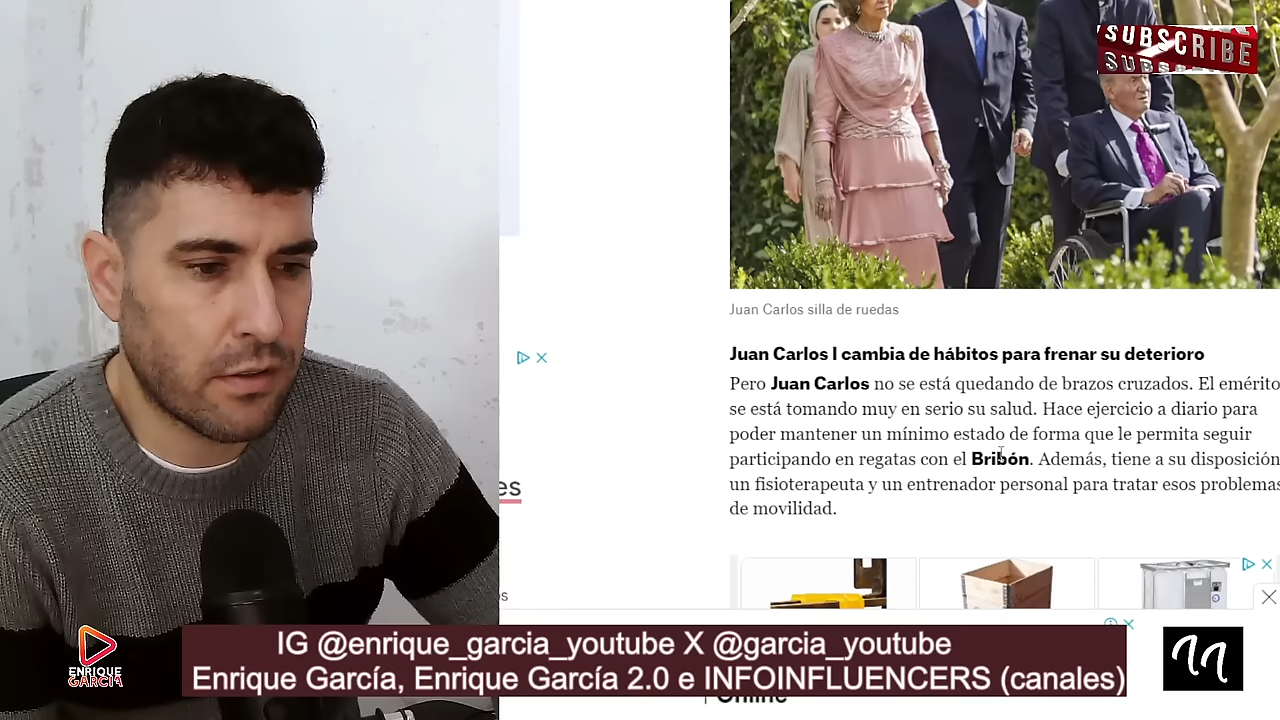 SUBSCRIBE
Juan Carlos silla de ruedas
Juan Carlos I cambia de hábitos para frenar su deterioro
Pero Juan Carlos no se está quedando de brazos cruzados. El emérito
se está tomando muy en serio su salud. Hace ejercicio a diario para
poder mantener un mínimo estado de forma que le permita seguir
participando en regatas con el Bribón. Además, tiene a su disposición
un fisioterapeuta y un entrenador personal para tratar esos problemas
de movilidad.
es
os
IG @enrique_garcia_youtube X @garcia_youtube
Enrique García, Enrique García 2.0 e INFOINFLUENCERS (canales)
ENRIQUE
GARCÍA
Online